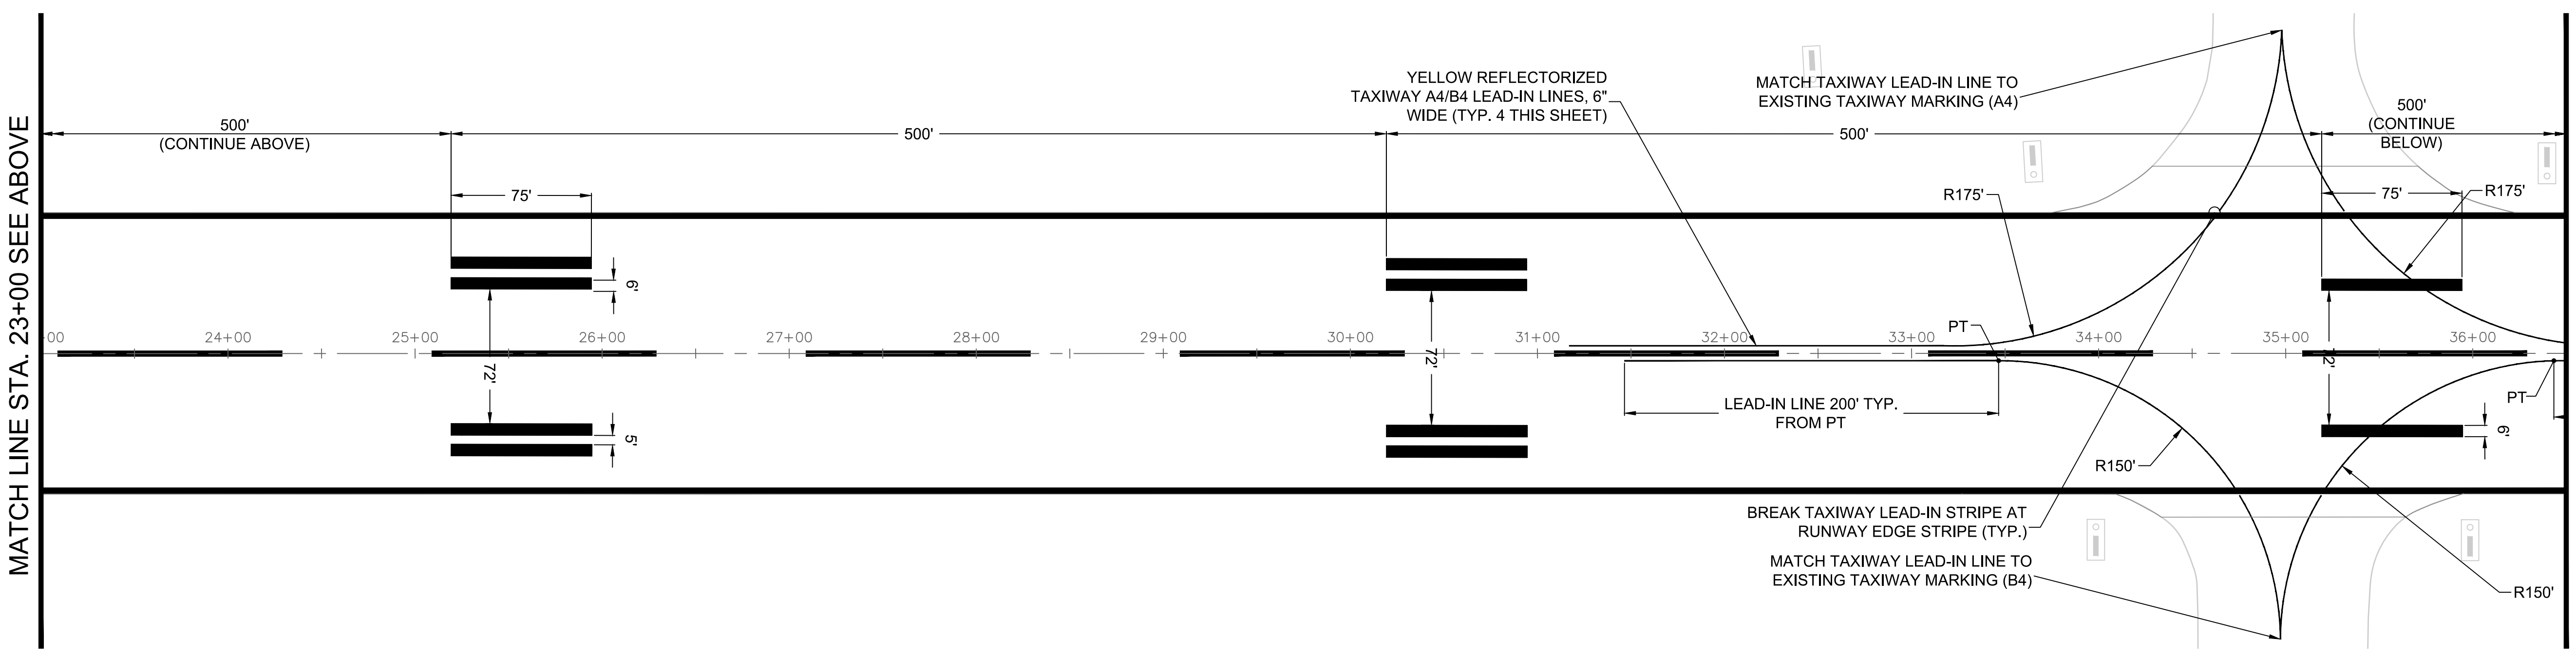 MATCH LINE STA. 23+00 SEE ABOVE
500'
(CONTINUE ABOVE)
500'
500'
500'
(CONTINUE
BELOW)
YELLOW REFLECTORIZED
TAXIWAY A4/B4 LEAD-IN LINES, 6"
WIDE (TYP. 4 THIS SHEET)
MATCH TAXIWAY LEAD-IN LINE TO
EXISTING TAXIWAY MARKING (A4)
75'
R175'
75'
R175'
6'
+00
24+00
25+00
26+00
27+00
28+00
29+00
30+00
31+00
32+00
33+00
34+00
35+00
36+00
PT
72'
72'
72'
PT
LEAD-IN LINE 200' TYP.
FROM PT
5'
6'
R150'
BREAK TAXIWAY LEAD-IN STRIPE AT
RUNWAY EDGE STRIPE (TYP.)
MATCH TAXIWAY LEAD-IN LINE TO
EXISTING TAXIWAY MARKING (B4)
R150'